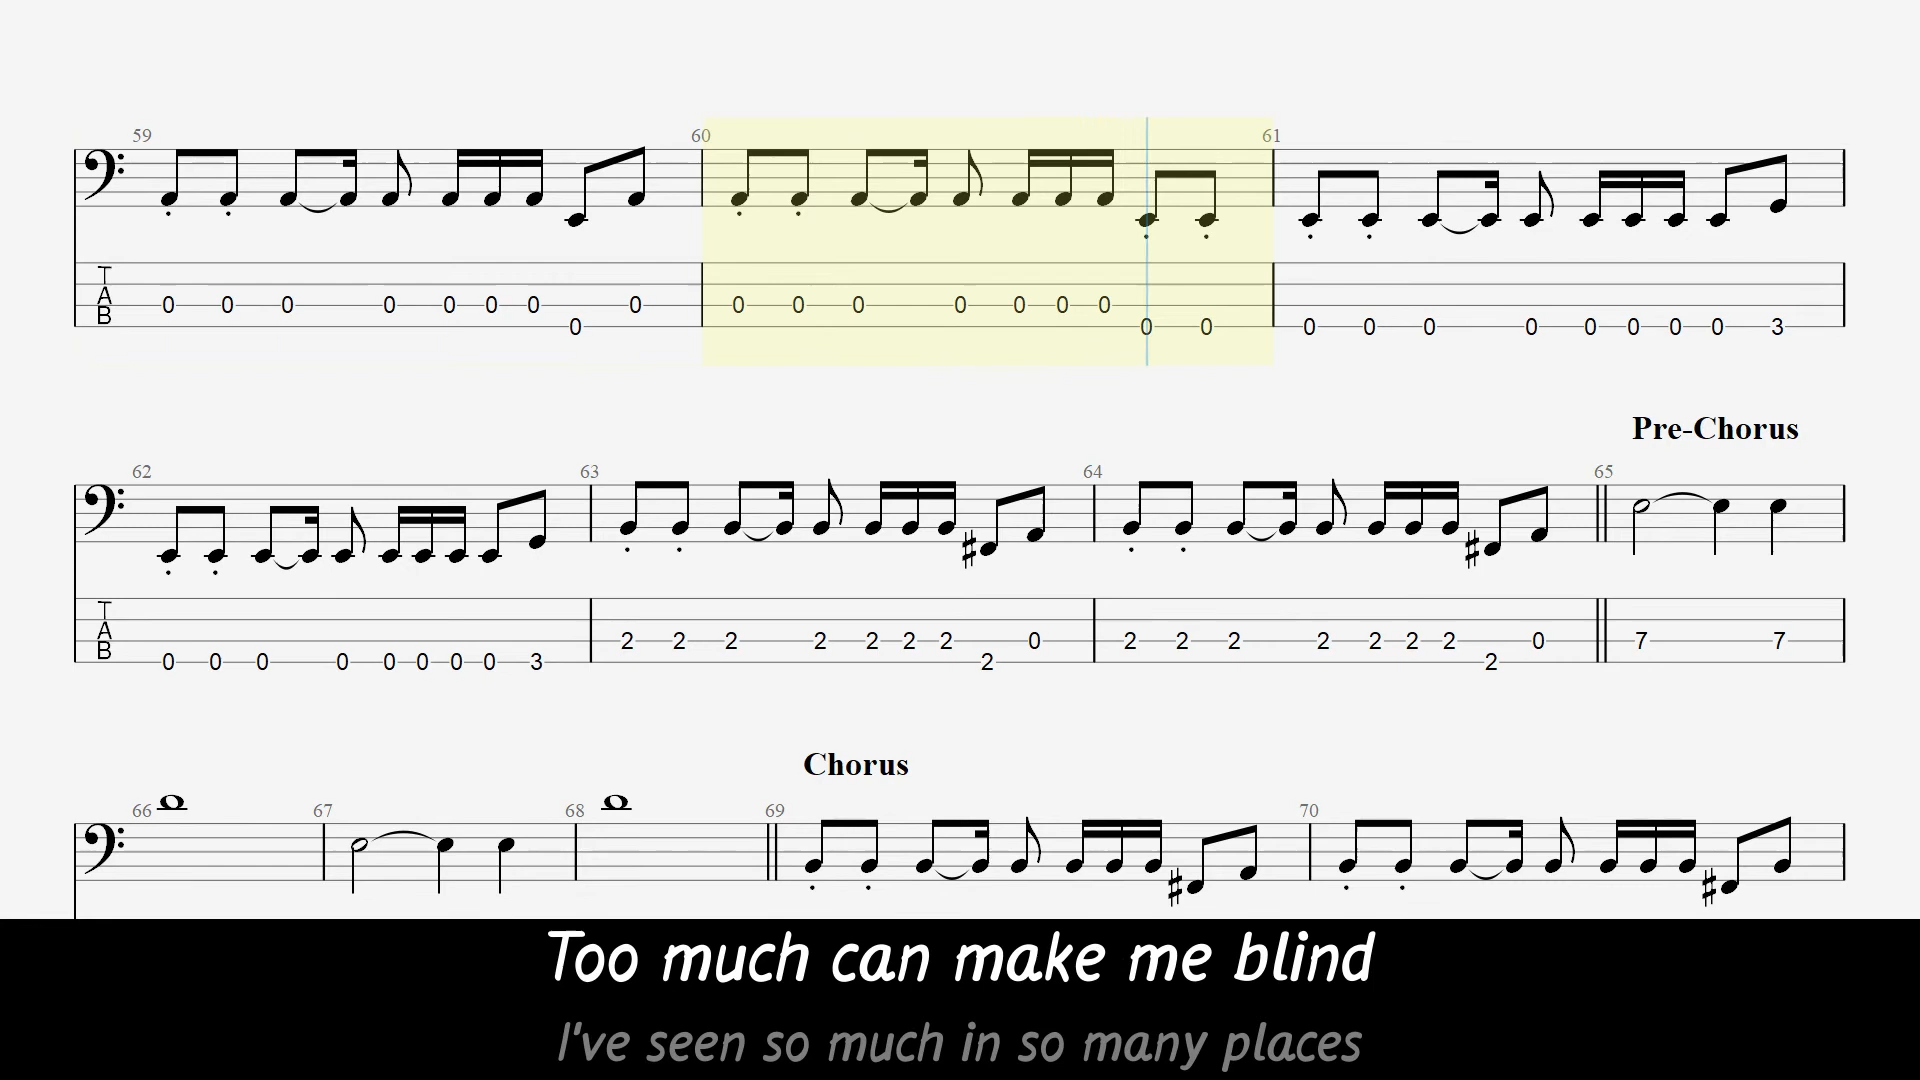 59 60 61
T
A
B
0 0 0 0 0 0 0 0 0 0 0 0 0 0 0 0
0 0 0 0 0 0 0 0 0 0 0 3
Pre-Chorus
62 63 64 65
T
A
B
2 2 2 2 2 2 2 0 2 2 2 2 2 2 2 0 7 7
0 0 0 0 0 0 0 0 3 2 2
Chorus
66 67 68 69 70
Too much can make me blind
I've seen so much in so many places